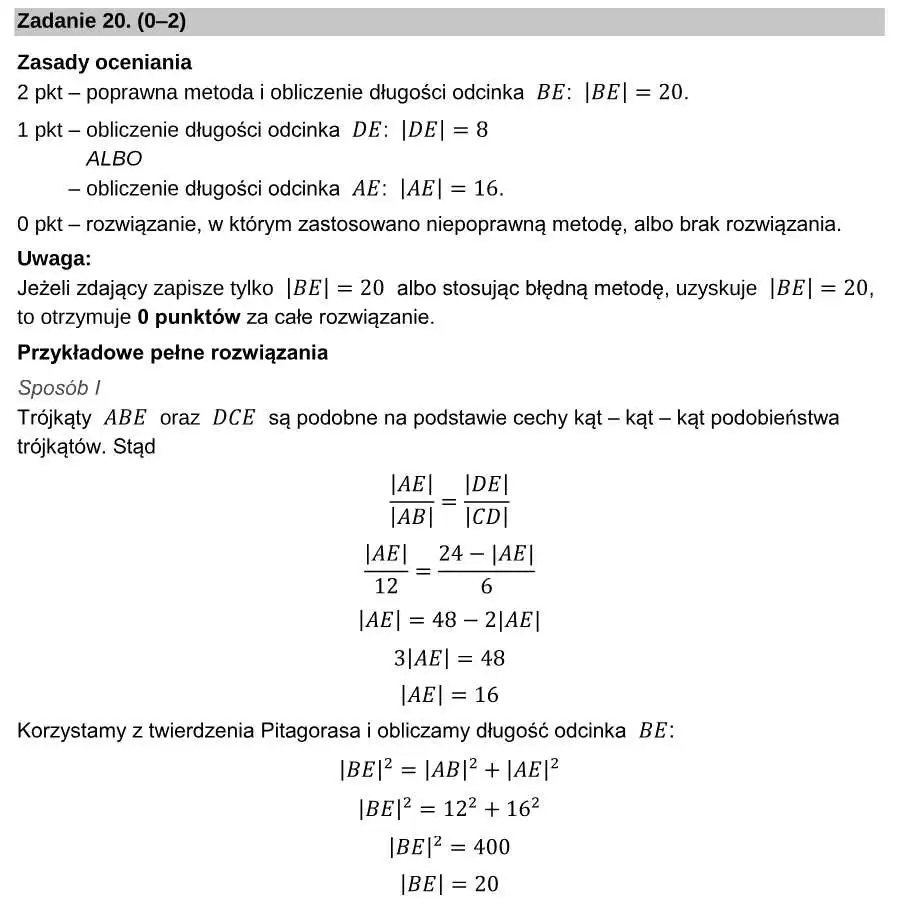 Zadanie 20. (0–2)
Zasady oceniania
2 pkt – poprawna metoda i obliczenie długości odcinka BE: |BE| = 20.
1 pkt – obliczenie długości odcinka DE: |DE| = 8
ALBO
– obliczenie długości odcinka AE: |AE| = 16.
0 pkt – rozwiązanie, w którym zastosowano niepoprawną metodę, albo brak rozwiązania.
Uwaga:
Jeżeli zdający zapisze tylko |BE| = 20 albo stosując błędną metodę, uzyskuje |BE| = 20,
to otrzymuje 0 punktów za całe rozwiązanie.
Przykładowe pełne rozwiązania
Sposób I
Trójkąty ABE oraz DCE są podobne na podstawie cechy kąt – kąt – kąt podobieństwa
trójkątów. Stąd
|AE|/|AB| = |DE|/|CD|
|AE|/12 = 24 − |AE|/6
|AE| = 48 − 2|AE|
3|AE| = 48
|AE| = 16
Korzystamy z twierdzenia Pitagorasa i obliczamy długość odcinka BE:
|BE|² = |AB|² + |AE|²
|BE|² = 12² + 16²
|BE|² = 400
|BE| = 20